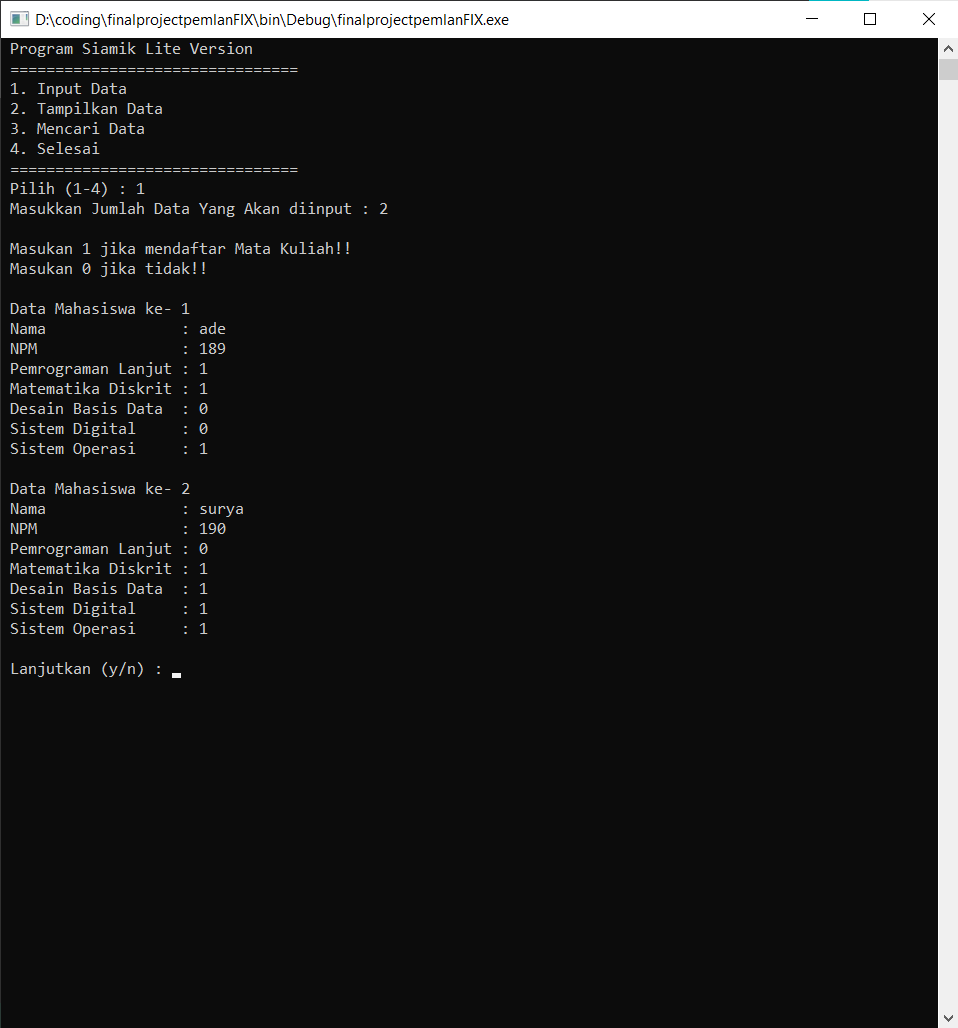 D:\coding\finalprojectpemlanFIX\bin\Debug\finalprojectpemlanFIX.exe
Program Siamik Lite Version
================================
1. Input Data
2. Tampilkan Data
3. Mencari Data
4. Selesai
================================
Pilih (1-4) : 1
Masukkan Jumlah Data Yang Akan diinput : 2
Masukan 1 jika mendaftar Mata Kuliah!!
Masukan 0 jika tidak!!
Data Mahasiswa ke- 1
Nama : ade
NPM : 189
Pemrograman Lanjut : 1
Matematika Diskrit : 1
Desain Basis Data : 0
Sistem Digital : 0
Sistem Operasi : 1
Data Mahasiswa ke- 2
Nama : surya
NPM : 190
Pemrograman Lanjut : 0
Matematika Diskrit : 1
Desain Basis Data : 1
Sistem Digital : 1
Sistem Operasi : 1
Lanjutkan (y/n) :